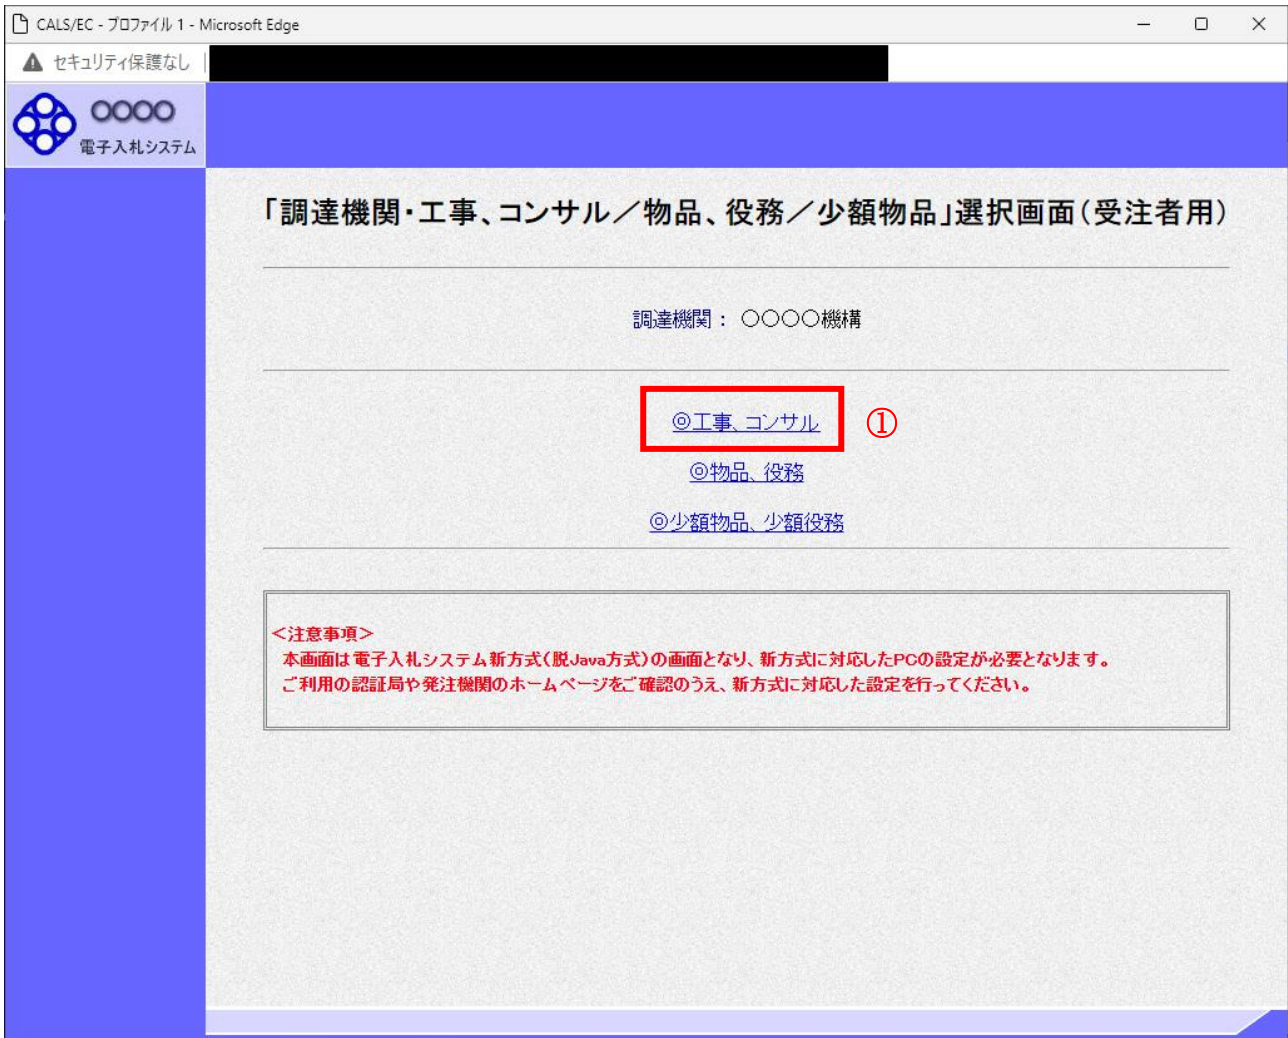 CALS/EC - プロファイル 1 - Microsoft Edge
セキュリティ保護なし
○○○○
電子入札システム
「調達機関・工事、コンサル／物品、役務／少額物品」選択画面(受注者用)
調達機関： ○○○○機構
◎工事、コンサル ①
◎物品、役務
◎少額物品、少額役務
＜注意事項＞
本画面は電子入札システム新方式(脱Java方式)の画面となり、新方式に対応したPCの設定が必要となります。
ご利用の認証局や発注機関のホームページをご確認のうえ、新方式に対応した設定を行ってください。